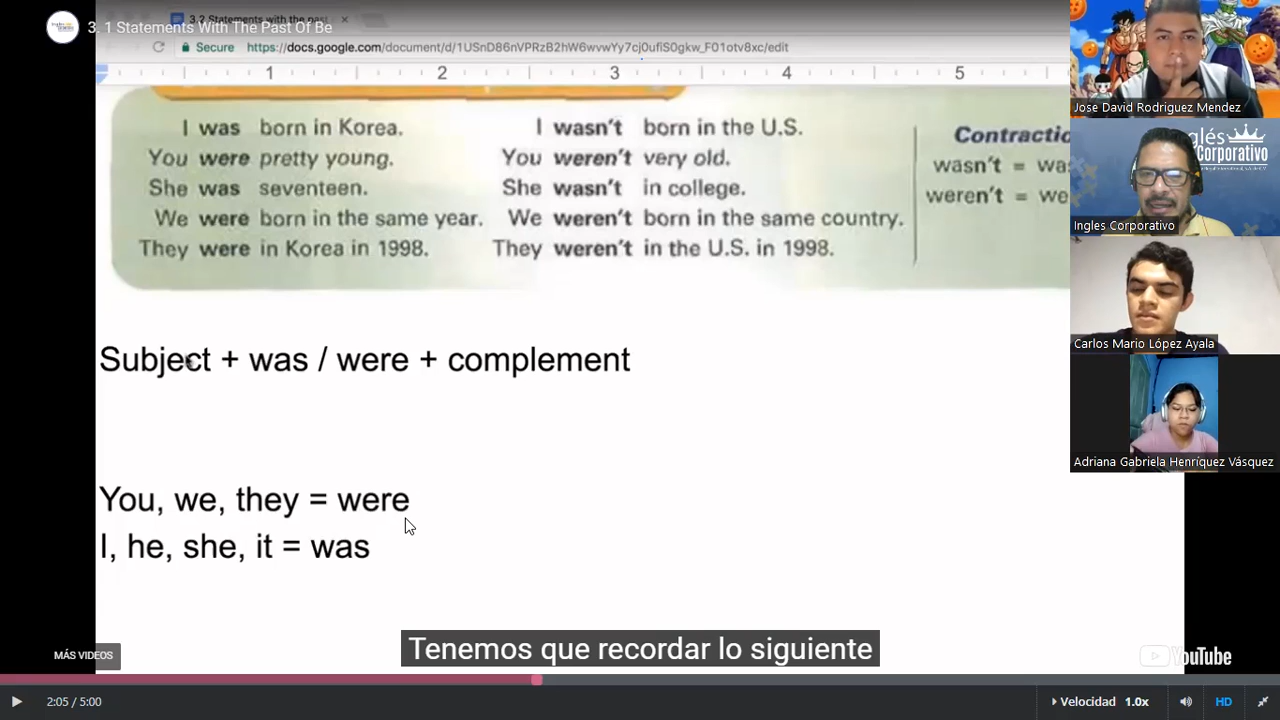 3.2 Statements with the past
3. 1 Statements With The Past Of Be
Secure https://docs.google.com/document/d/1USnD86nVPRzB2hW6wvwYy7cj0ufiS0gkw_F01otv8xc/edit
1 2 3 4 5
I was born in Korea. I wasn't born in the U.S.
You were pretty young. You weren't very old.
She was seventeen. She wasn't in college.
We were born in the same year. We weren't born in the same country.
They were in Korea in 1998. They weren't in the U.S. in 1998.
Contractio
wasn't = wa
weren't = we
Subject + was / were + complement
You, we, they = were
I, he, she, it = was
Tenemos que recordar lo siguiente
MÁS VIDEOS
YouTube
2:05 / 5:00
Velocidad 1.0x
HD
Jose David Rodriguez Mendez
Inglés
Corporativo
Ingles Corporativo
Carlos Mario López Ayala
Adriana Gabriela Henríquez Vásquez